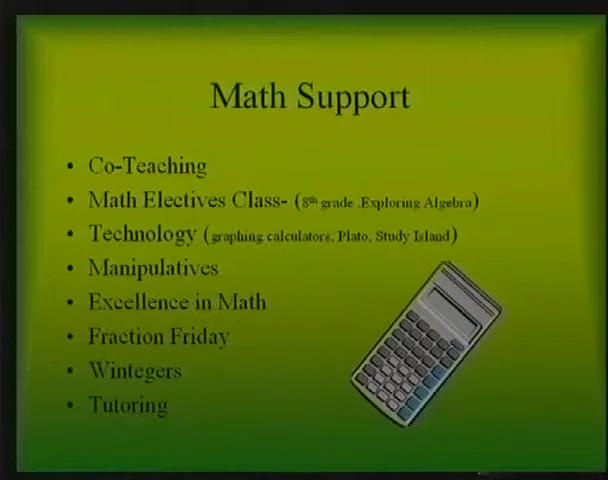 Math Support
• Co-Teaching
• Math Electives Class- (8th grade .Exploring Algebra)
• Technology (graphing calculators, Plato, Study Island)
• Manipulatives
• Excellence in Math
• Fraction Friday
• Wintegers
• Tutoring